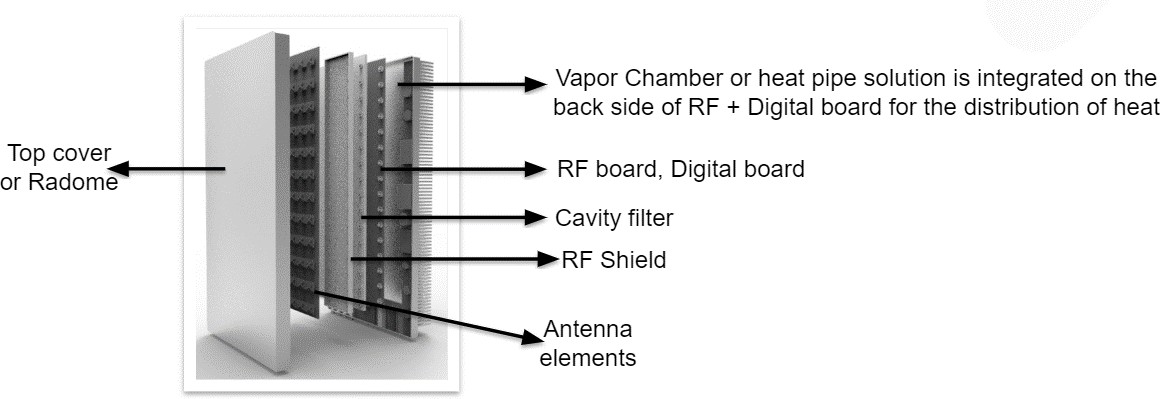 Vapor Chamber or heat pipe solution is integrated on the
back side of RF + Digital board for the distribution of heat
Top cover
or Radome
RF board, Digital board
Cavity filter
RF Shield
Antenna
elements